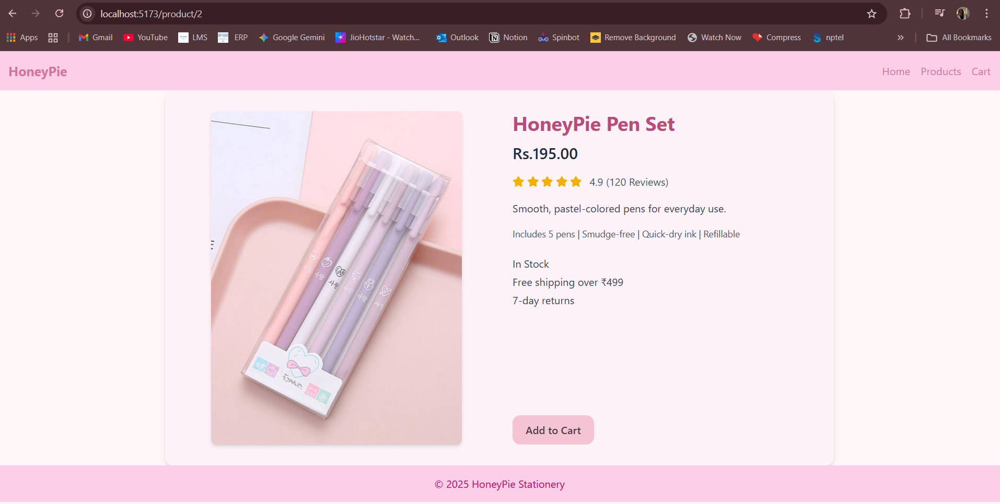 localhost:5173/product/2
Apps Gmail YouTube LMS ERP Google Gemini JioHotstar - Watch... Outlook Notion Spinbot Remove Background Watch Now Compress nptel » All Bookmarks
HoneyPie Home Products Cart
HoneyPie Pen Set
Rs.195.00
4.9 (120 Reviews)
Smooth, pastel-colored pens for everyday use.
Includes 5 pens | Smudge-free | Quick-dry ink | Refillable
In Stock
Free shipping over ₹499
7-day returns
사랑 사랑 사랑 사랑 사랑 사랑
Add to Cart
© 2025 HoneyPie Stationery